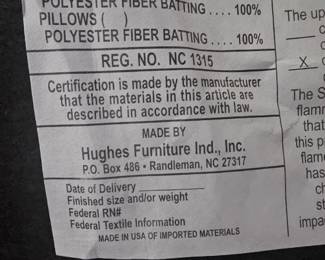 POLYESTER FIBER BATTING .... 100%
PILLOWS ( )
POLYESTER FIBER BATTING .... 100%
REG. NO. NC 1315
Certification is made by the manufacturer
that the materials in this article are
described in accordance with law.
MADE BY
Hughes Furniture Ind., Inc.
P.O. Box 486 • Randleman, NC 27317
Date of Delivery
Finished size and/or weight
Federal RN#
Federal Textile Information
MADE IN USA OF IMPORTED MATERIALS
The up
X
The S
flam
that
this p
flam
has
st
impa